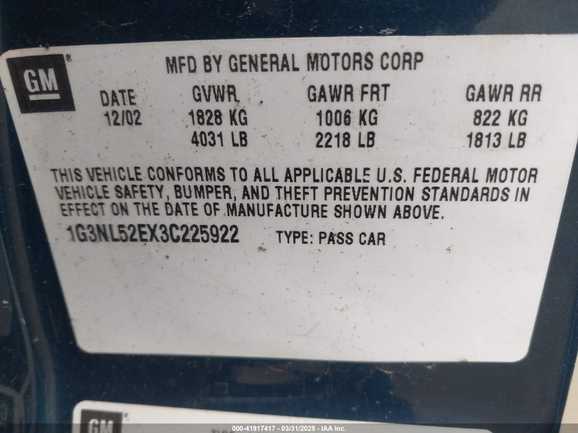 GM
MFD BY GENERAL MOTORS CORP
DATE GVWR GAWR FRT GAWR RR
12/02 1828 KG 1006 KG 822 KG
4031 LB 2218 LB 1813 LB
THIS VEHICLE CONFORMS TO ALL APPLICABLE U.S. FEDERAL MOTOR
VEHICLE SAFETY, BUMPER, AND THEFT PREVENTION STANDARDS IN
EFFECT ON THE DATE OF MANUFACTURE SHOWN ABOVE.
1G3NL52EX3C225922 TYPE: PASS CAR
GM
000-41917417 - 03/31/2025 - IAA Inc.